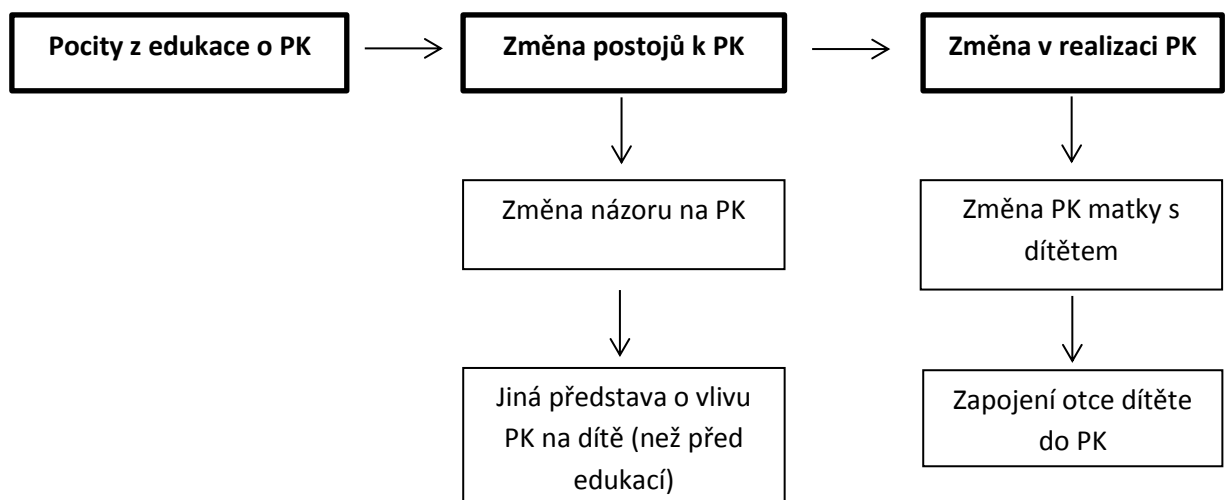 Pocity z edukace o PK
Změna postojů k PK
Změna v realizaci PK
Změna názoru na PK
Změna PK matky s
dítětem
Jiná představa o vlivu
PK na dítě (než před
edukací)
Zapojení otce dítěte
do PK